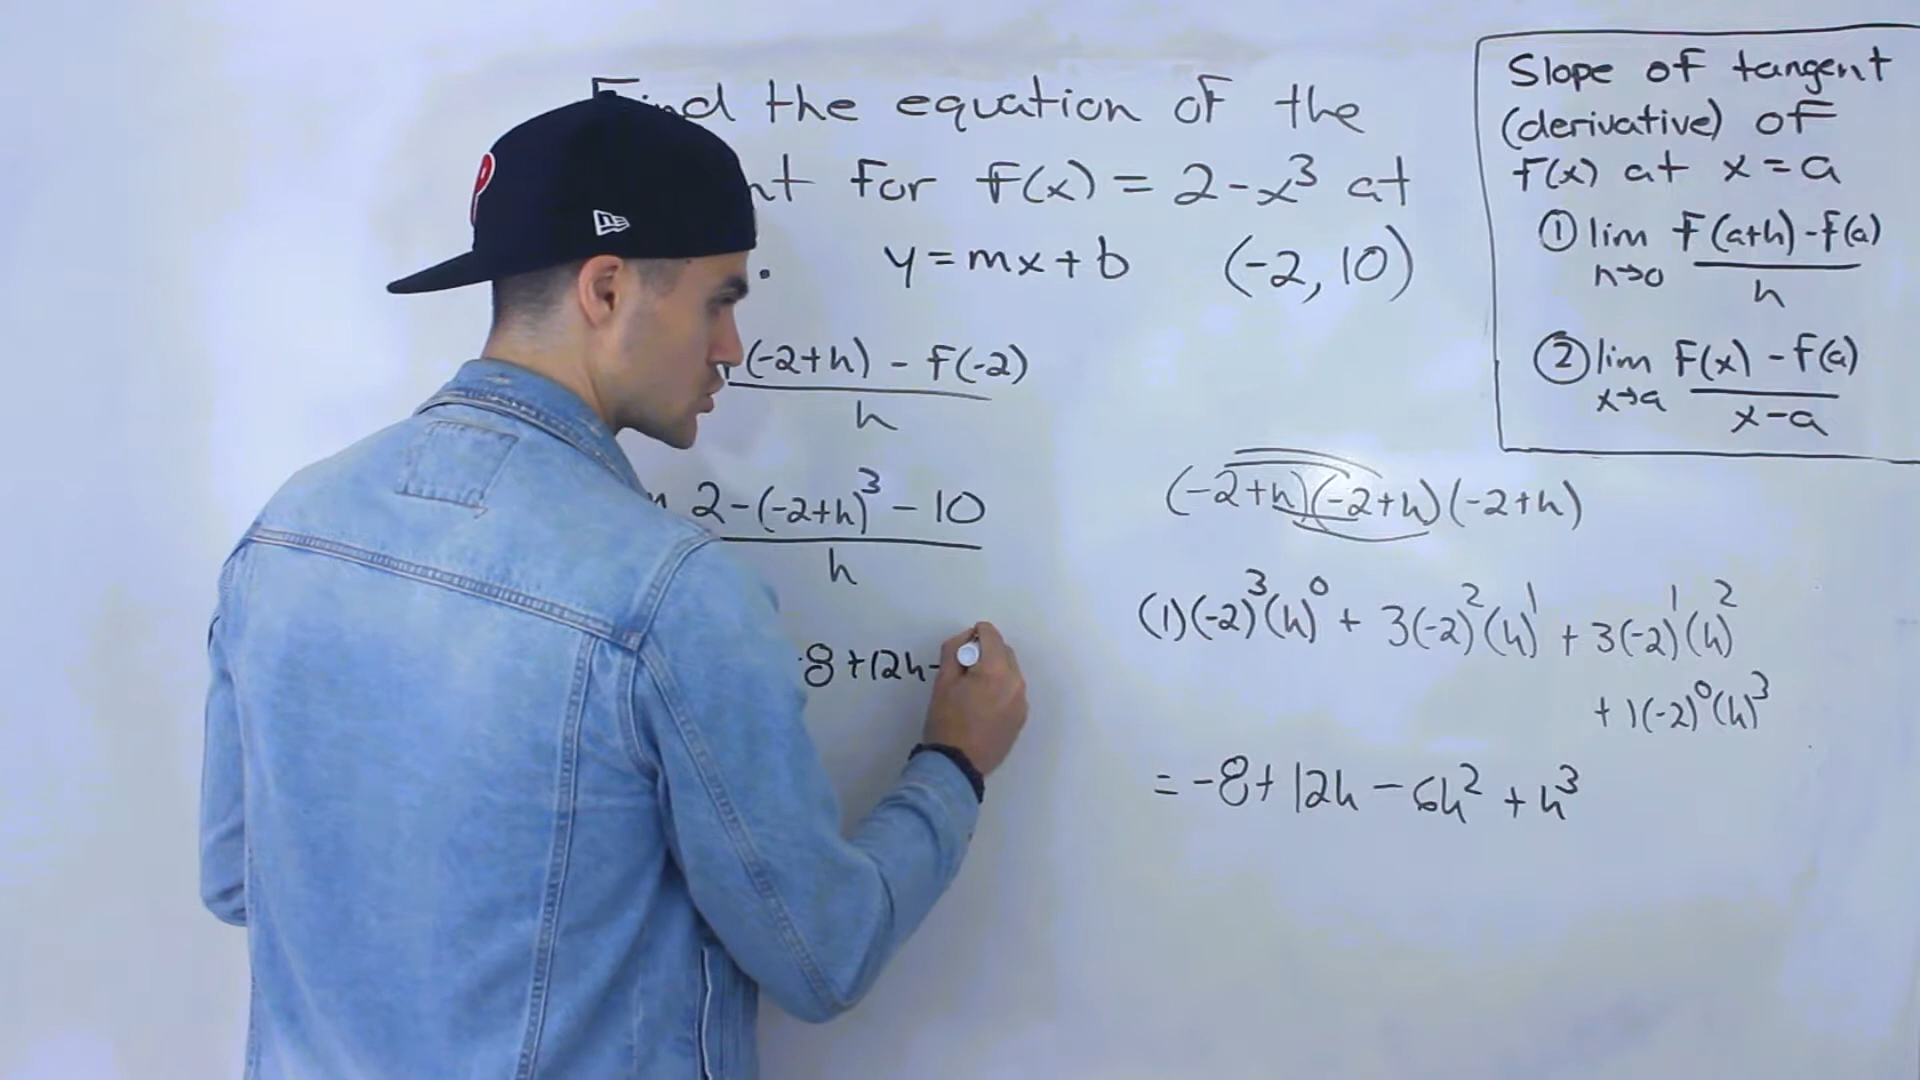 Find the equation of the
nt for f(x) = 2-x³ at
. y = mx + b (-2, 10)
(-2+h) - f(-2)
h
2-(-2+h)³ - 10
h
8+12h-
Slope of tangent
(derivative) of
f(x) at x = a
① lim f(a+h)-f(a)
h→0 h
② lim f(x) - f(a)
x→a x-a
(-2+h)(-2+h)(-2+h)
(1)(-2)³(h)⁰ + 3(-2)²(h)¹ + 3(-2)¹(h)²
+ 1(-2)⁰(h)³
= -8 + 12h - 6h² + h³